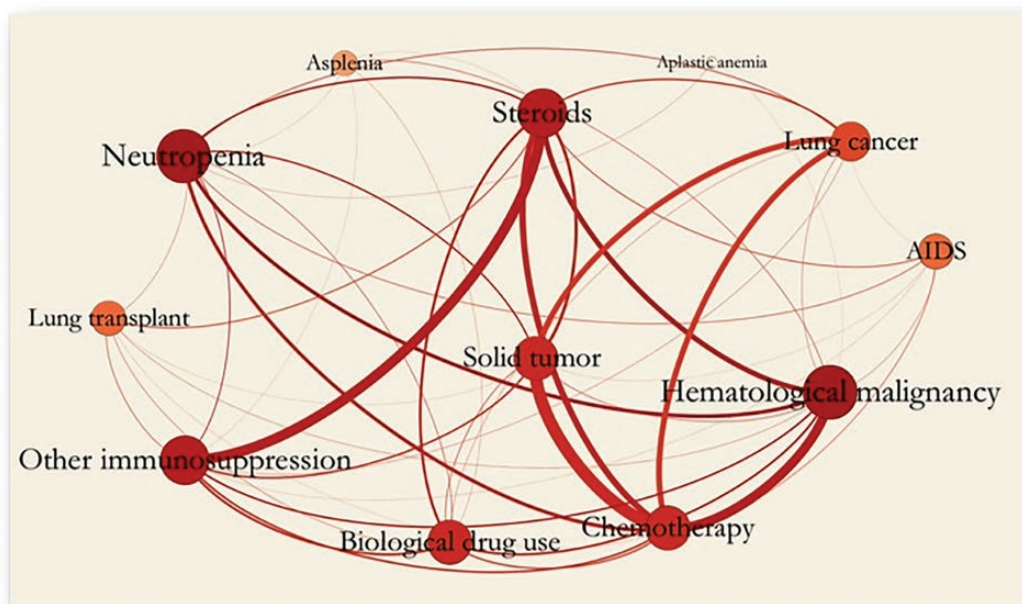 Asplenia
Aplastic anemia
Steroids
Lung cancer
Neutropenia
AIDS
Lung transplant
Solid tumor
Hematological malignancy
Other immunosuppression
Chemotherapy
Biological drug use